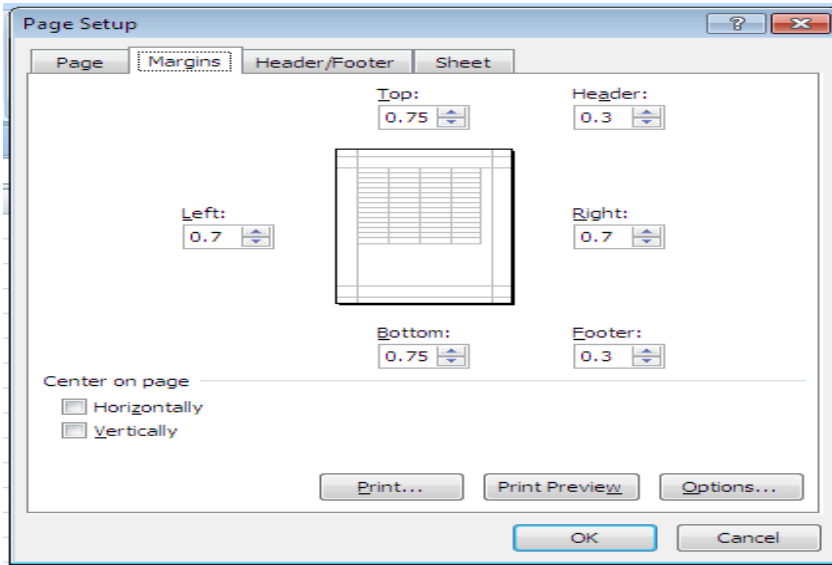 Page Setup
Page Margins Header/Footer Sheet
Top: Header:
0.75 0.3
Left: Right:
0.7 0.7
Bottom: Footer:
0.75 0.3
Center on page
Horizontally
Vertically
Print... Print Preview Options...
OK Cancel